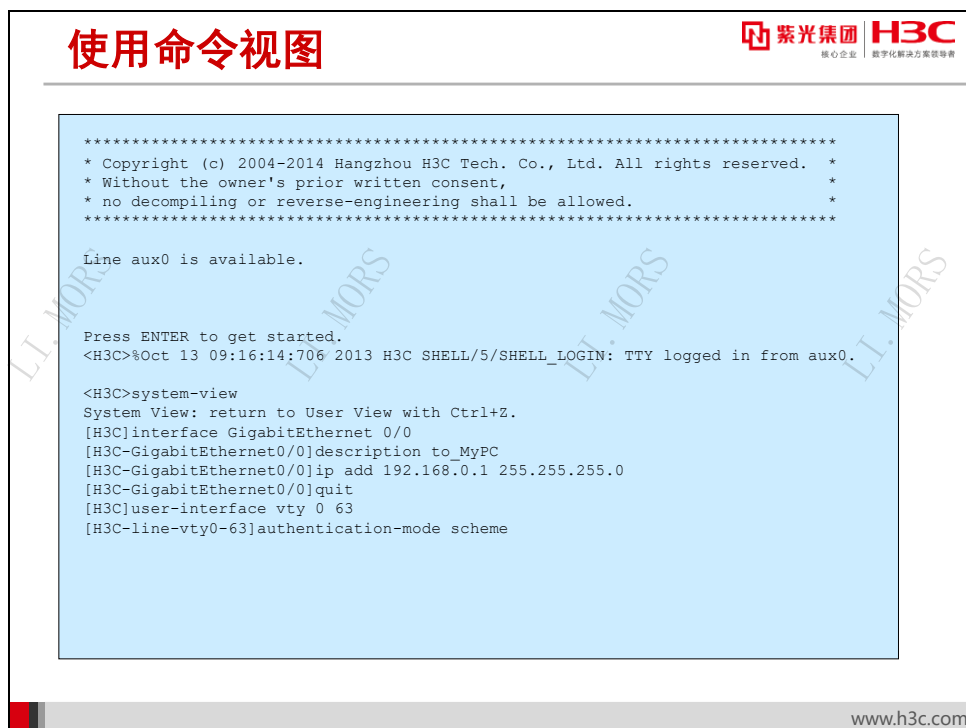 使用命令视图
紫光集团 H3C
核心企业 数字化解决方案领导者
*******************************************************************************
* Copyright (c) 2004-2014 Hangzhou H3C Tech. Co., Ltd. All rights reserved.  *
* Without the owner's prior written consent,                                 *
* no decompiling or reverse-engineering shall be allowed.                    *
*******************************************************************************
Line aux0 is available.
Press ENTER to get started.
<H3C>%Oct 13 09:16:14:706 2013 H3C SHELL/5/SHELL_LOGIN: TTY logged in from aux0.
<H3C>system-view
System View: return to User View with Ctrl+Z.
[H3C]interface GigabitEthernet 0/0
[H3C-GigabitEthernet0/0]description to_MyPC
[H3C-GigabitEthernet0/0]ip add 192.168.0.1 255.255.255.0
[H3C-GigabitEthernet0/0]quit
[H3C]user-interface vty 0 63
[H3C-line-vty0-63]authentication-mode scheme
LI.MORS
LI.MORS
LI.MORS
LI.MORS
www.h3c.com